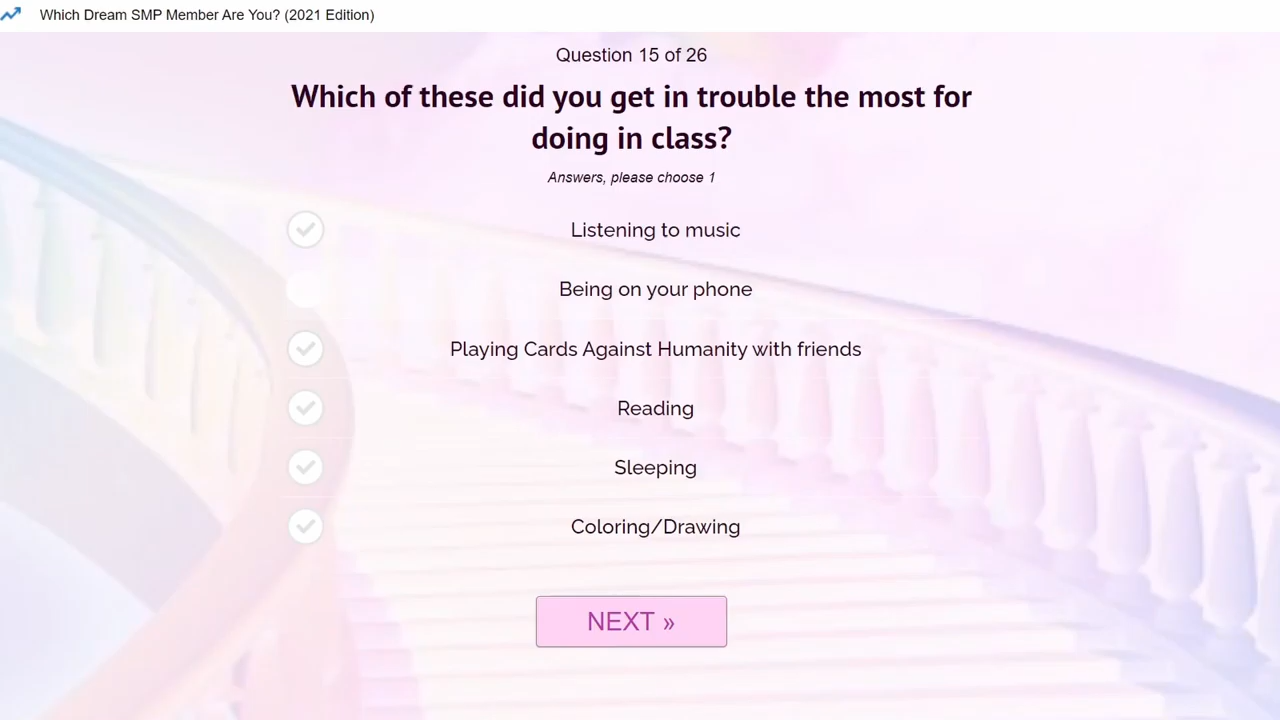 Which Dream SMP Member Are You? (2021 Edition)
Question 15 of 26
Which of these did you get in trouble the most for
doing in class?
Answers, please choose 1
Listening to music
Being on your phone
Playing Cards Against Humanity with friends
Reading
Sleeping
Coloring/Drawing
NEXT »